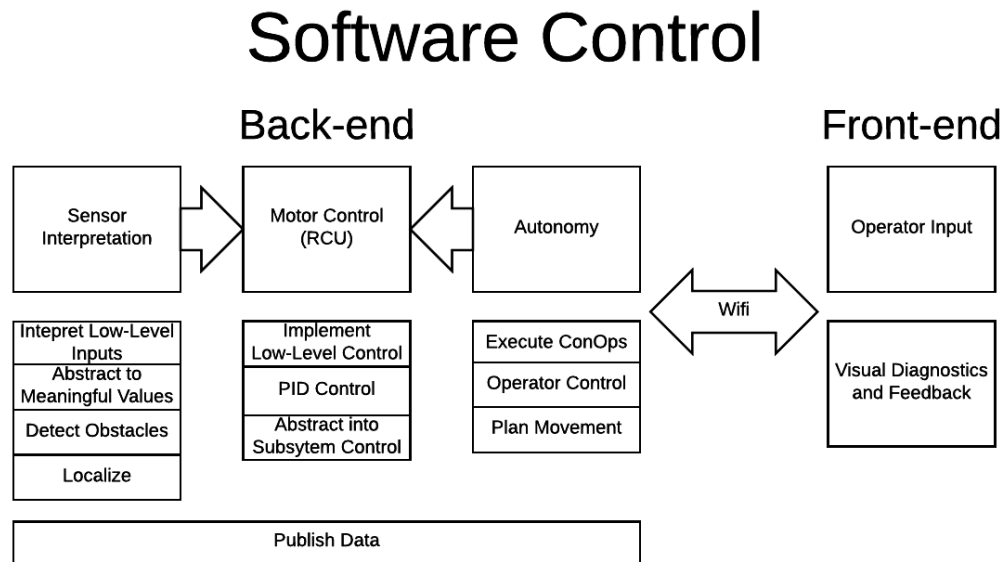 Software Control
Back-end
Front-end
Sensor
Interpretation
Motor Control
(RCU)
Autonomy
Operator Input
Wifi
Intepret Low-Level
Inputs
Abstract to
Meaningful Values
Detect Obstacles
Localize
Implement
Low-Level Control
PID Control
Abstract into
Subsytem Control
Execute ConOps
Operator Control
Plan Movement
Visual Diagnostics
and Feedback
Publish Data